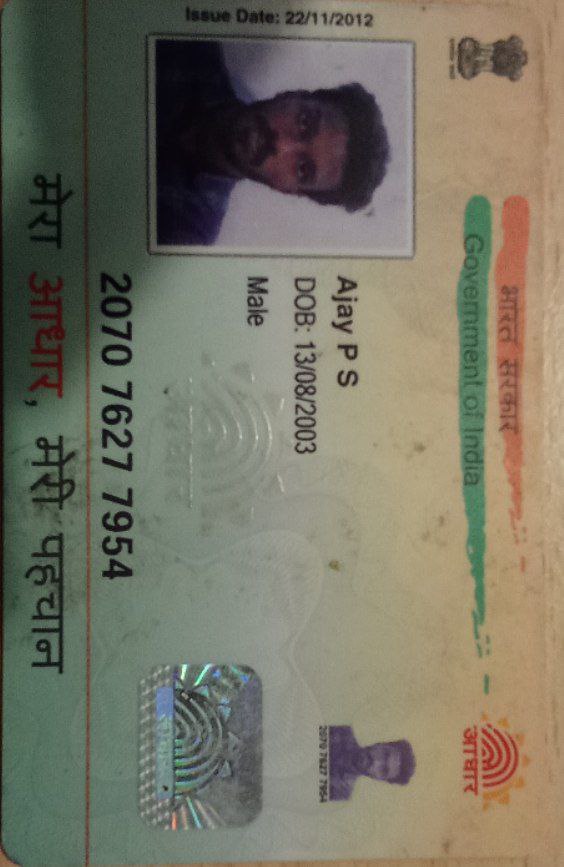 भारत सरकार
Government of India
आधार
Issue Date: 22/11/2012
Ajay P S
DOB: 13/08/2003
Male
2070 7627 7954
आधार
2070 7627 7954
मेरा आधार, मेरी पहचान